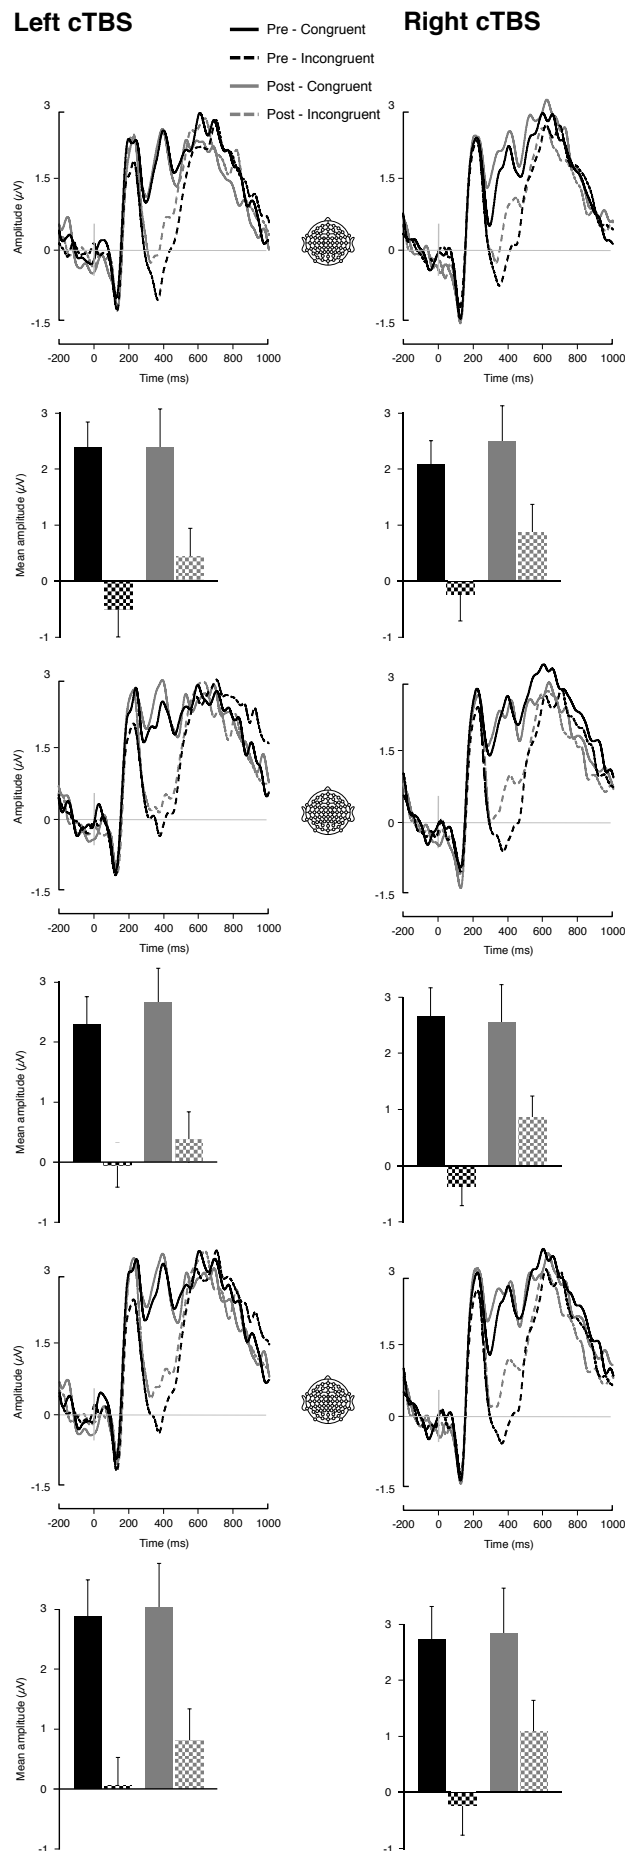 Left cTBS
Right cTBS
Pre - Congruent
Pre - Incongruent
Post - Congruent
Post - Incongruent
3
1.5
0
-1.5
Amplitude (µV)
-200 0 200 400 600 800 1000
Time (ms)
3
1.5
0
-1.5
-200 0 200 400 600 800 1000
Time (ms)
3
2
1
0
-1
Mean amplitude (µV)
3
2
1
0
-1
3
1.5
0
-1.5
Amplitude (µV)
-200 0 200 400 600 800 1000
Time (ms)
3
1.5
0
-1.5
-200 0 200 400 600 800 1000
Time (ms)
3
2
1
0
-1
Mean amplitude (µV)
3
2
1
0
-1
3
1.5
0
-1.5
Amplitude (µV)
-200 0 200 400 600 800 1000
Time (ms)
3
1.5
0
-1.5
-200 0 200 400 600 800 1000
Time (ms)
3
2
1
0
-1
Mean amplitude (µV)
3
2
1
0
-1